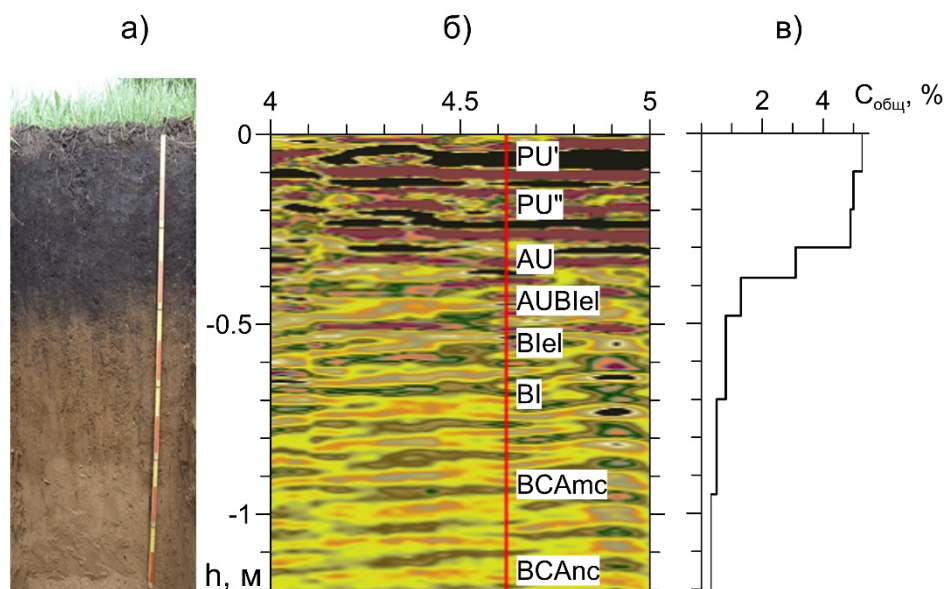 а) б) в)
4 4.5 5
2 4 Cобщ, %
0
PU'
PU"
AU
AUBIel
-0.5
BIel
BI
BCAmc
-1
BCAnc
h, м